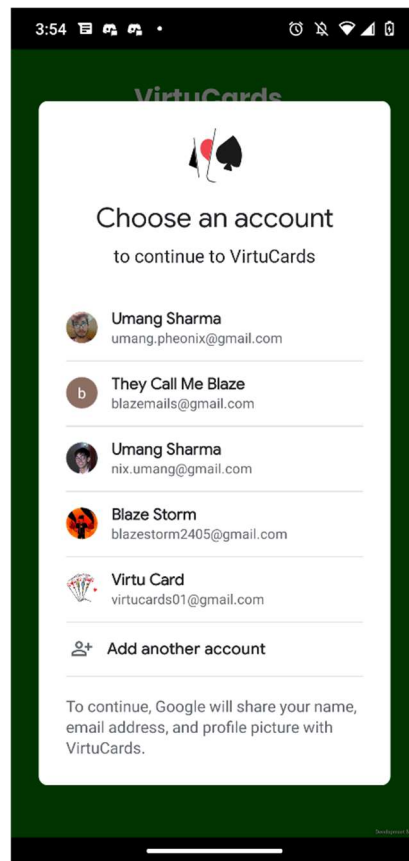 3:54
VirtuCards
Choose an account
to continue to VirtuCards
Umang Sharma
umang.pheonix@gmail.com
b
They Call Me Blaze
blazemails@gmail.com
Umang Sharma
nix.umang@gmail.com
Blaze Storm
blazestorm2405@gmail.com
Virtu Card
virtucards01@gmail.com
Add another account
To continue, Google will share your name,
email address, and profile picture with
VirtuCards.
Development